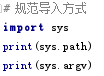 # 规范导入方式
import sys
print(sys.path)
print(sys.argv)